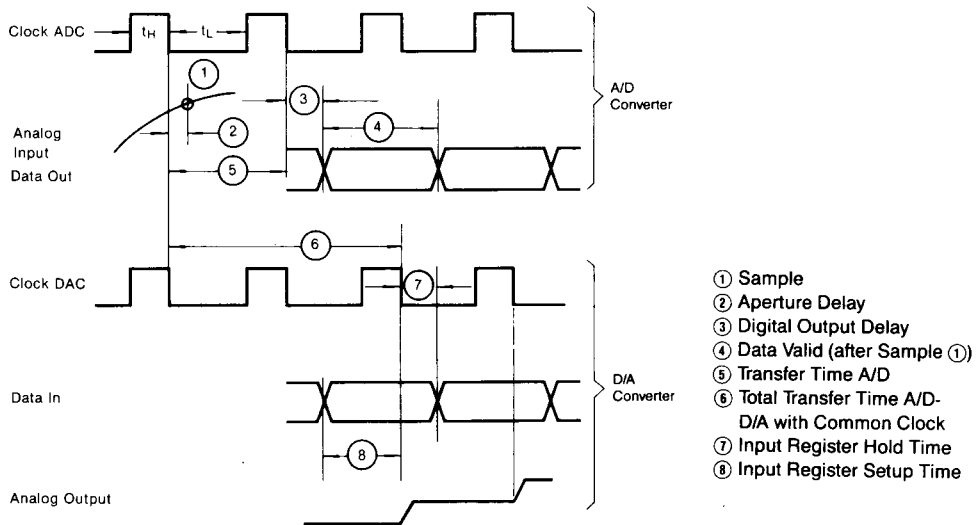 Clock ADC
tH
tL
1
3
A/D
Converter
2
4
Analog
Input
Data Out
5
6
Clock DAC
7
Data In
D/A
Converter
8
Analog Output
① Sample
② Aperture Delay
③ Digital Output Delay
④ Data Valid (after Sample ①)
⑤ Transfer Time A/D
⑥ Total Transfer Time A/D-
D/A with Common Clock
⑦ Input Register Hold Time
⑧ Input Register Setup Time